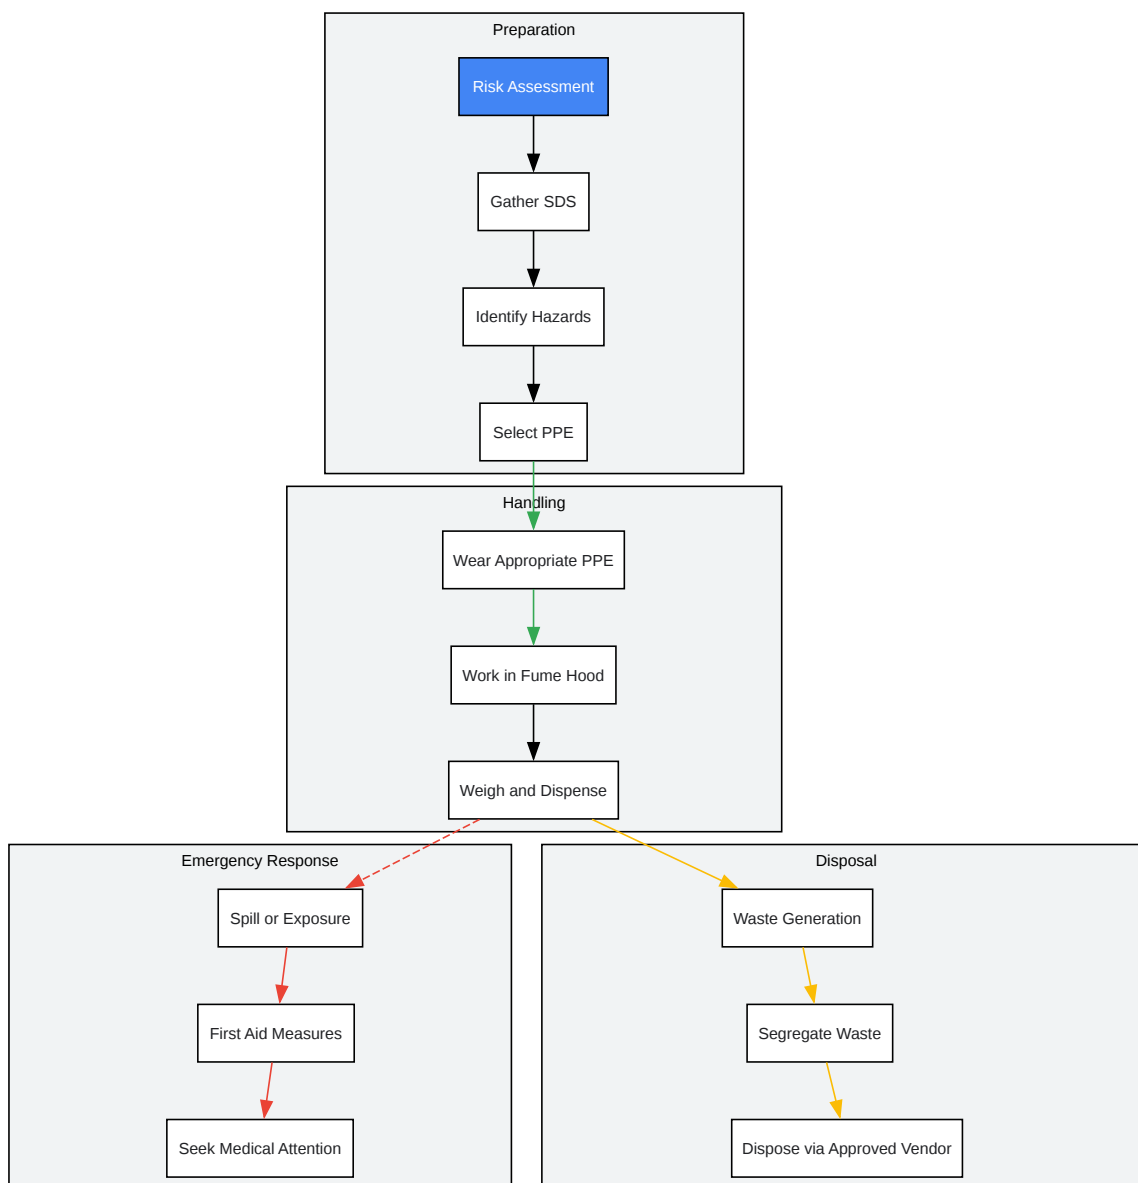 Preparation
Risk Assessment
Gather SDS
Identify Hazards
Select PPE
Handling
Wear Appropriate PPE
Work in Fume Hood
Weigh and Dispense
Emergency Response
Spill or Exposure
First Aid Measures
Seek Medical Attention
Disposal
Waste Generation
Segregate Waste
Dispose via Approved Vendor